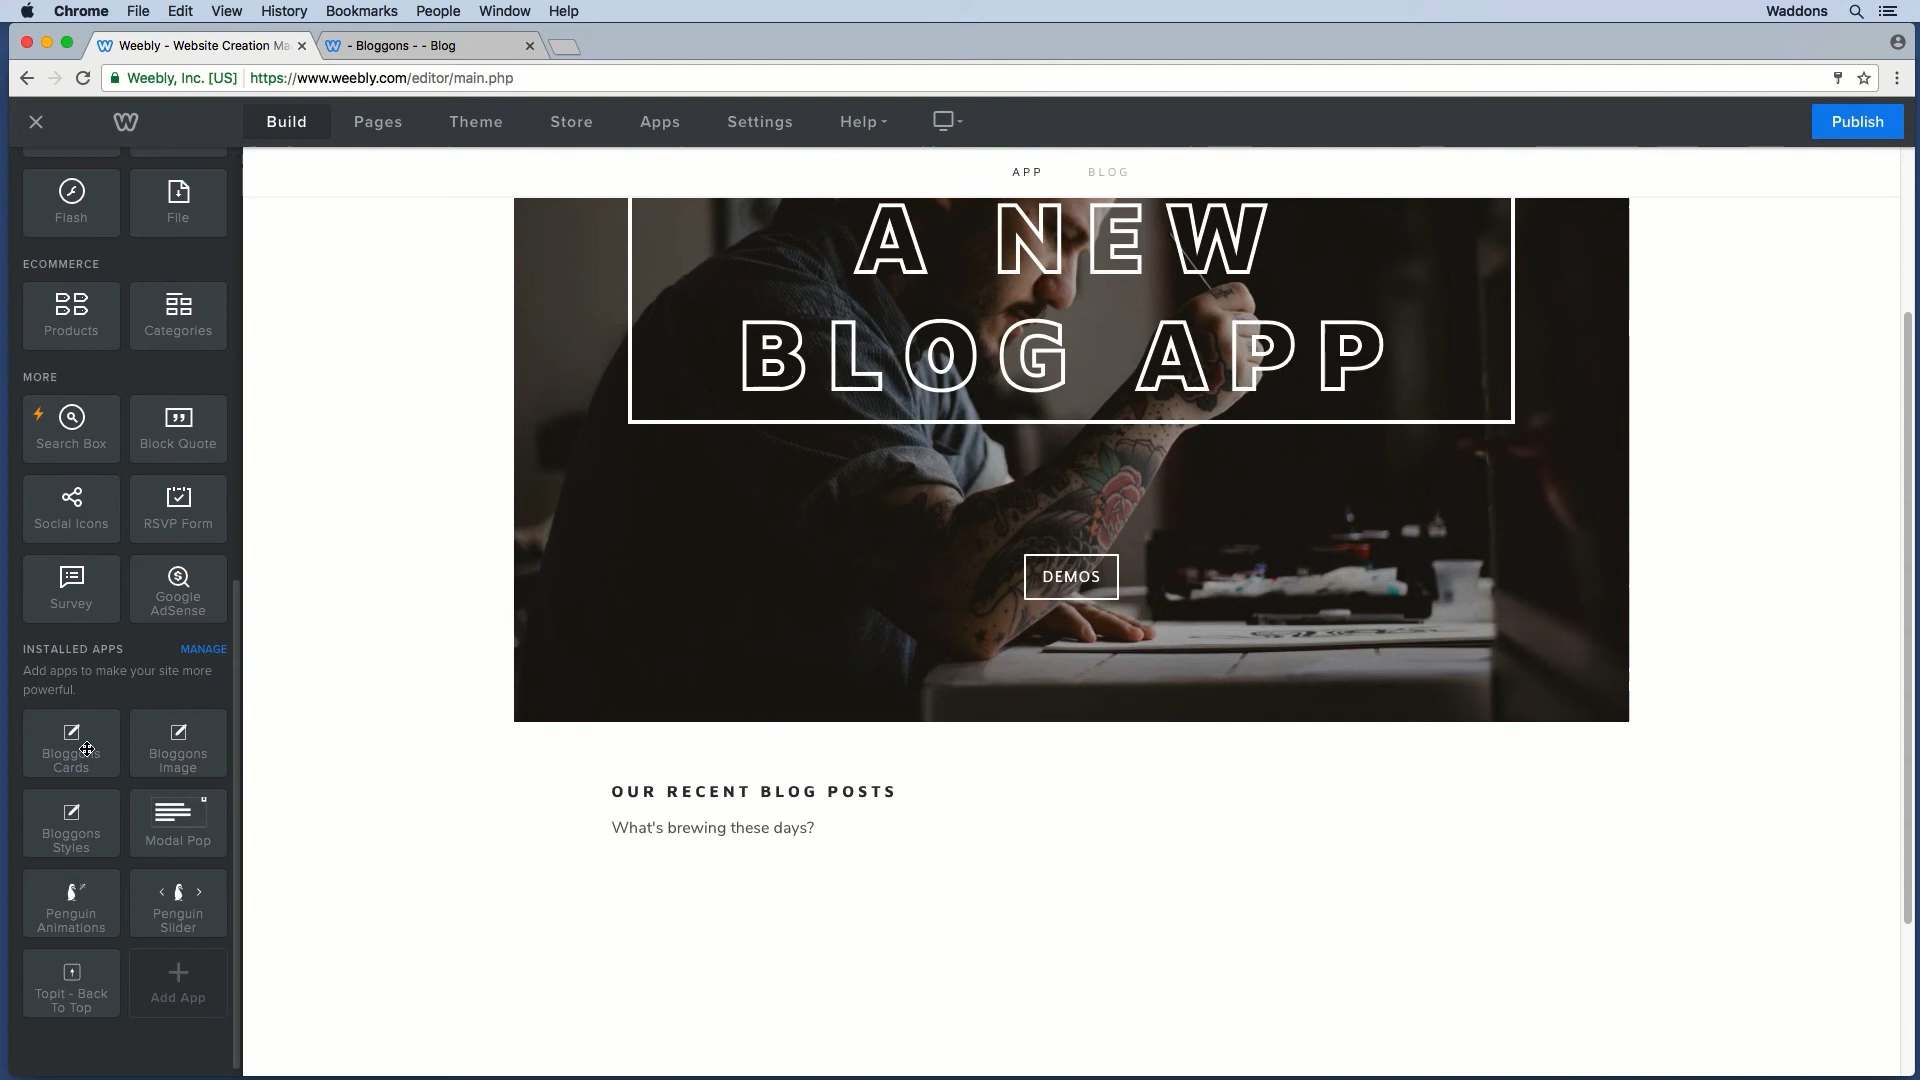 Chrome File Edit View History Bookmarks People Window Help Waddons
Weebly - Website Creation Ma
- Bloggons - - Blog
Weebly, Inc. [US] https://www.weebly.com/editor/main.php
Build Pages Theme Store Apps Settings Help Publish
APP BLOG
Flash File
ECOMMERCE
Products Categories
MORE
Search Box Block Quote
Social Icons RSVP Form
Survey Google AdSense
INSTALLED APPS MANAGE
Add apps to make your site more
powerful.
Bloggons Cards
Bloggons Image
Bloggons Styles
Modal Pop
Penguin Animations
Penguin Slider
Topit - Back To Top
Add App
A NEW
BLOG APP
DEMOS
OUR RECENT BLOG POSTS
What's brewing these days?